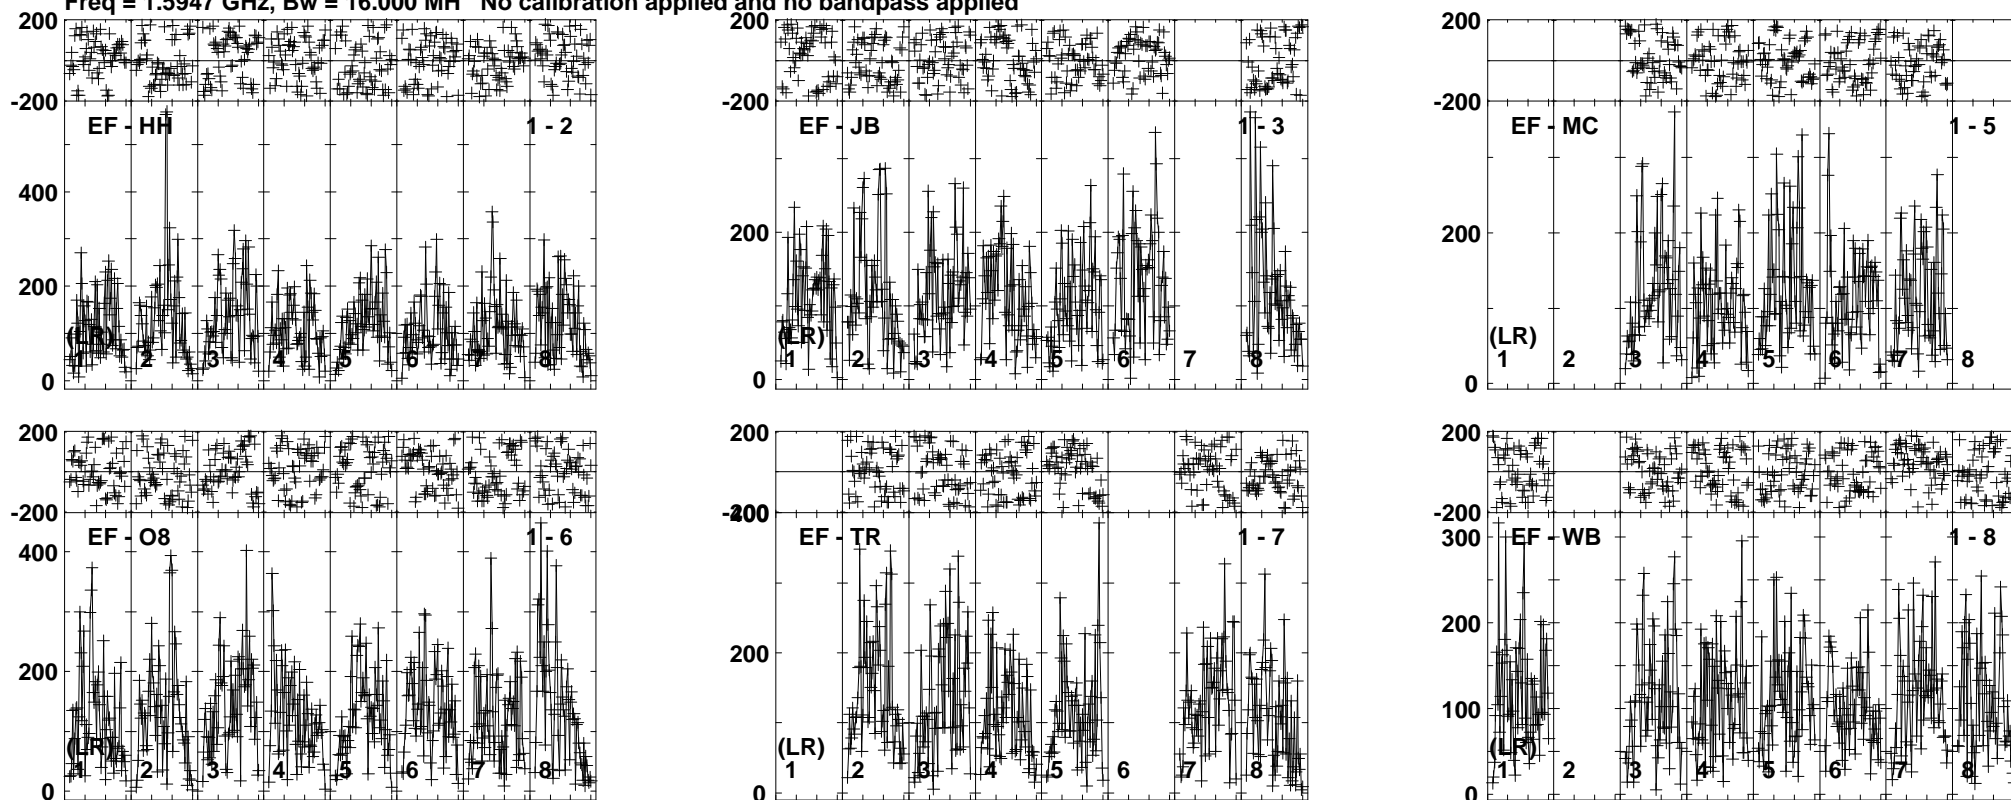 Freq = 1.5947 GHz, Bw = 16.000 MH No calibration applied and no bandpass applied
200
-200
EF - HH 1 - 2
400
200
0
(LR)
1 2 3 4 5 6 7 8
200
-200
EF - JB 1 - 3
200
0
(LR)
1 2 3 4 5 6 7 8
200
-200
EF - MC 1 - 5
200
0
(LR)
1 2 3 4 5 6 7 8
200
-200
EF - O8 1 - 6
400
200
0
(LR)
1 2 3 4 5 6 7 8
200
-200
400
EF - TR 1 - 7
200
0
(LR)
1 2 3 4 5 6 7 8
200
-200
EF - WB 1 - 8
300
200
100
0
(LR)
1 2 3 4 5 6 7 8